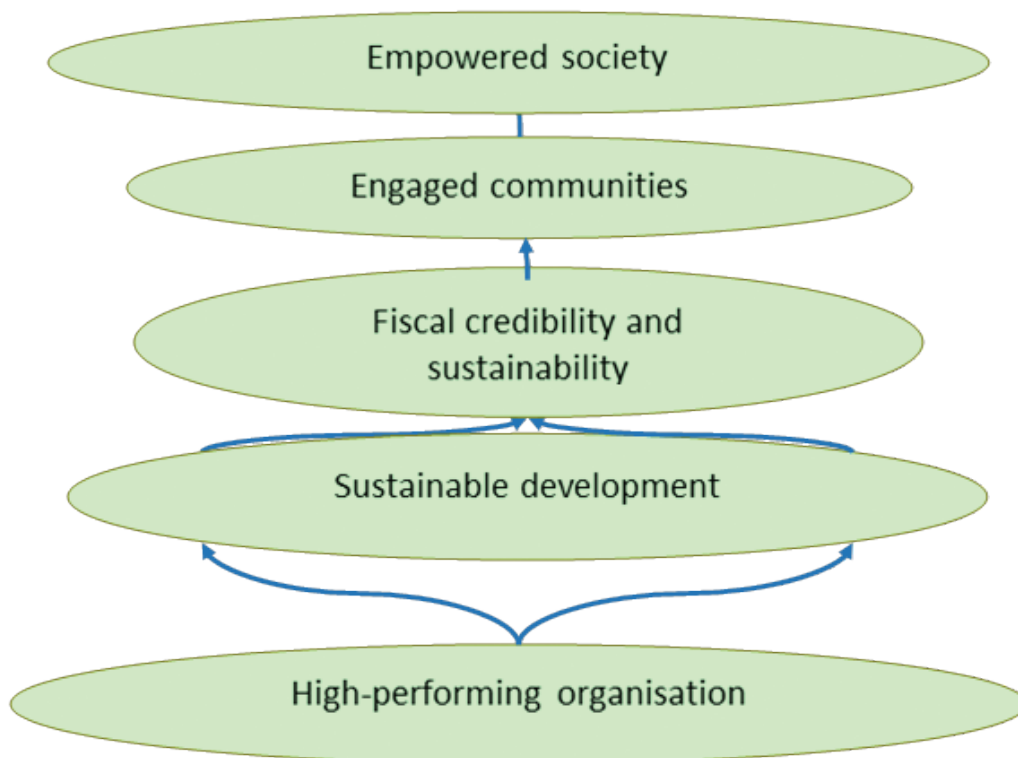 Empowered society
Engaged communities
Fiscal credibility and
sustainability
Sustainable development
High-performing organisation